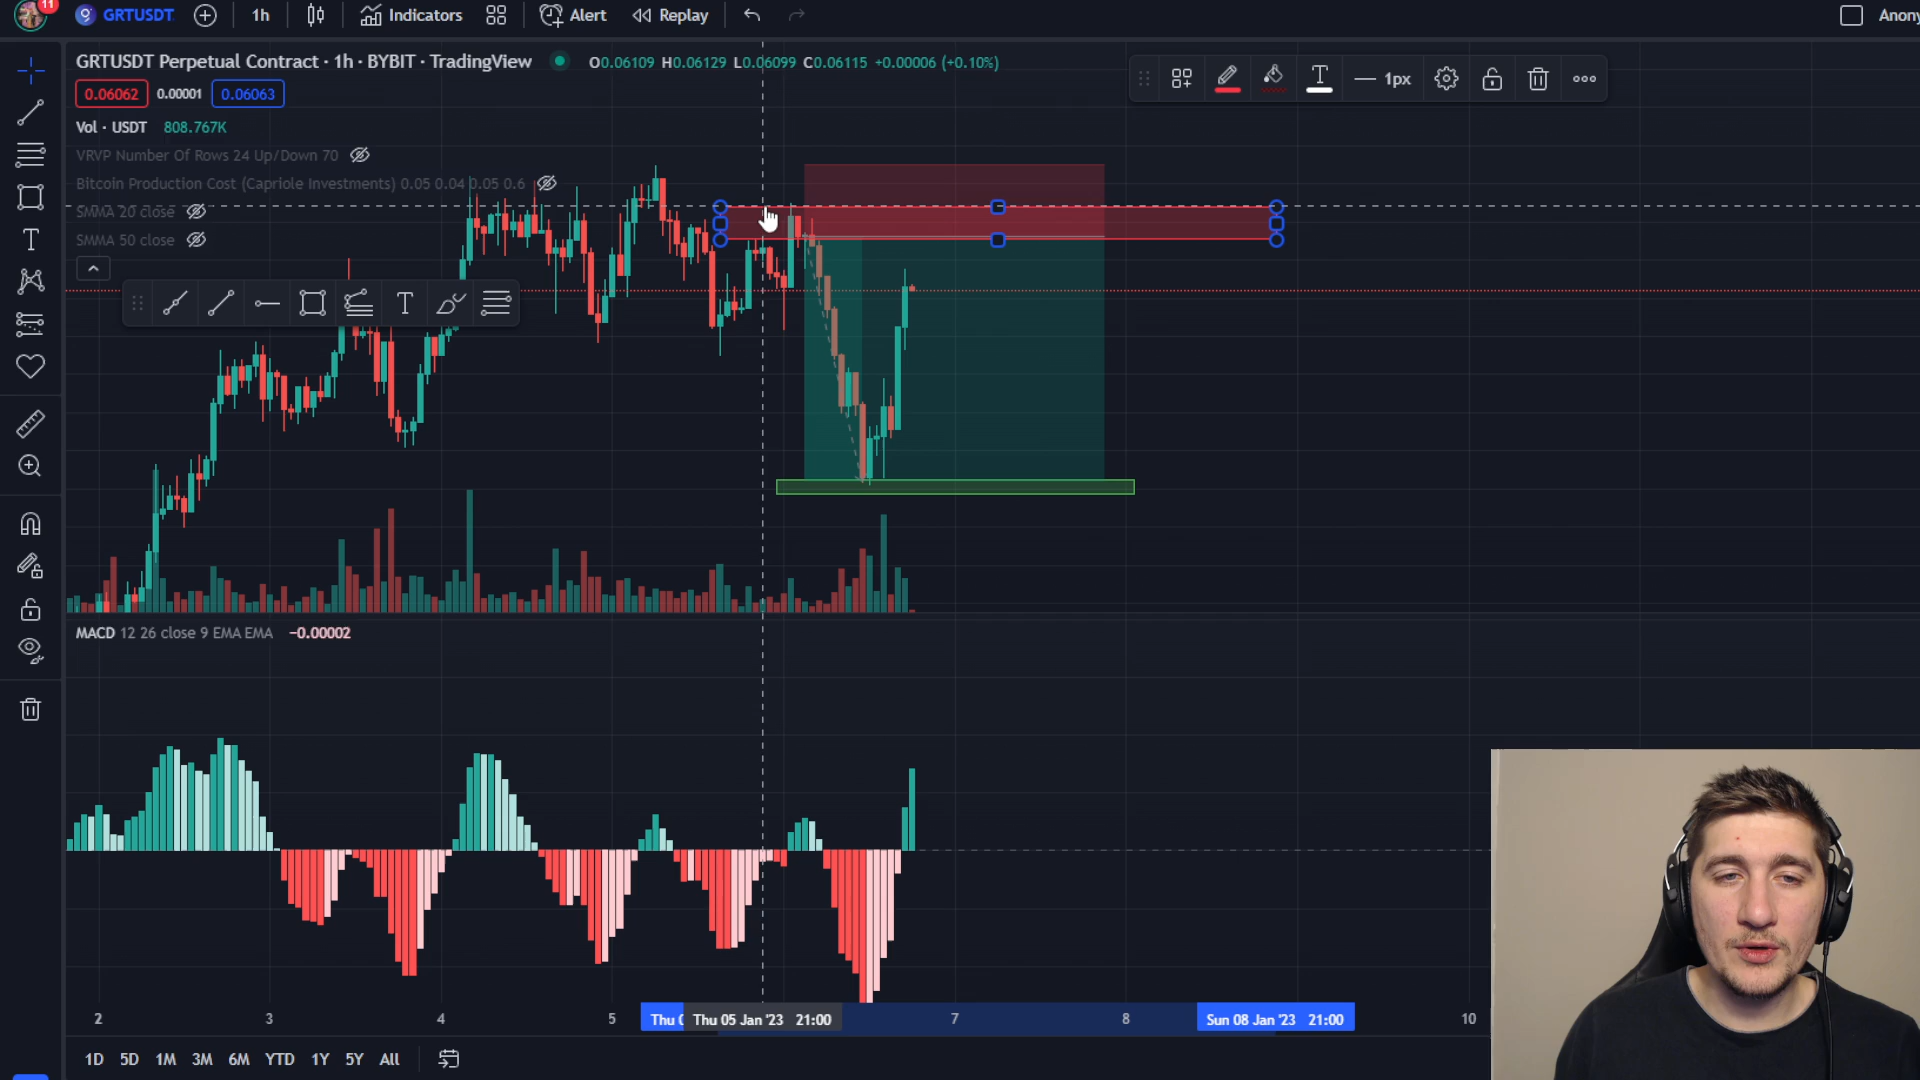 11
GRTUSDT
1h
Indicators
Alert
Replay
Anony
GRTUSDT Perpetual Contract · 1h · BYBIT · TradingView
O0.06109 H0.06129 L0.06099 C0.06115 +0.00006 (+0.10%)
0.06062
0.00001
0.06063
1px
Vol · USDT 808.767K
VRVP Number Of Rows 24 Up/Down 70
Bitcoin Production Cost (Capriole Investments) 0.05 0.04 0.05 0.6
SMMA 20 close
SMMA 50 close
MACD 12 26 close 9 EMA EMA −0.00002
2
3
4
5
Thu 0
Thu 05 Jan '23 21:00
7
8
Sun 08 Jan '23 21:00
10
1D 5D 1M 3M 6M YTD 1Y 5Y All